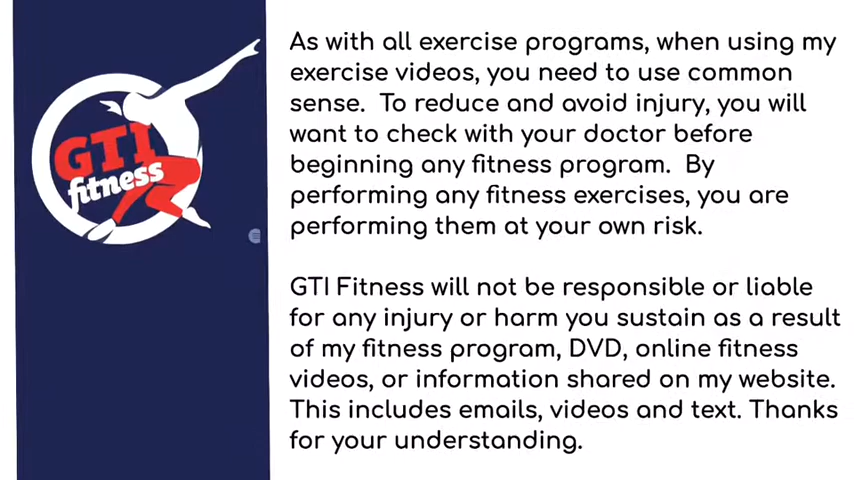 GTI
fitness
As with all exercise programs, when using my
exercise videos, you need to use common
sense.  To reduce and avoid injury, you will
want to check with your doctor before
beginning any fitness program.  By
performing any fitness exercises, you are
performing them at your own risk.
GTI Fitness will not be responsible or liable
for any injury or harm you sustain as a result
of my fitness program, DVD, online fitness
videos, or information shared on my website.
This includes emails, videos and text. Thanks
for your understanding.